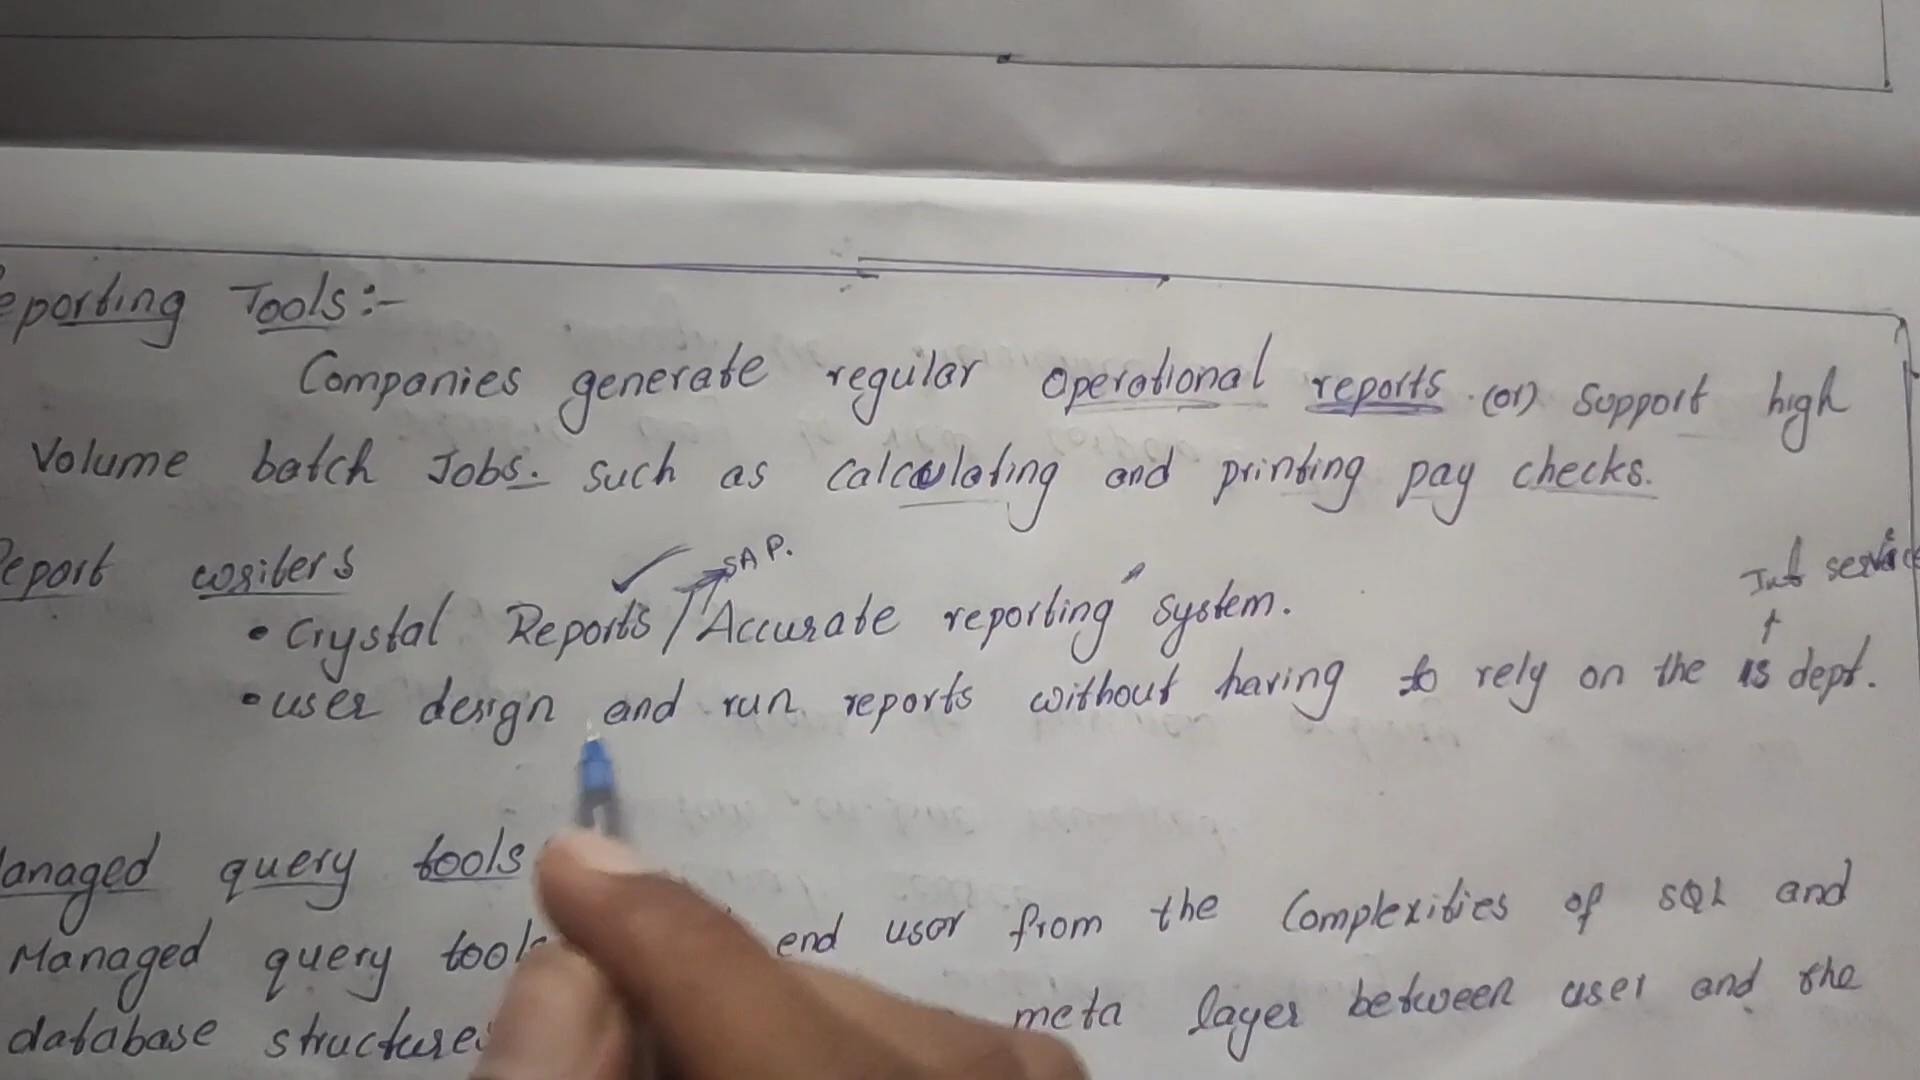 eporting Tools:-
Companies generate regular operational reports. (or) Support high
Volume batch Jobs. such as calculating and printing pay checks.
eport writers
SAP.
• Crystal Reports / Accurate reporting system.
Inf service
• user design and run reports without having to rely on the is dept.
anaged query tools
Managed query tools end user from the Complexities of SQL and
database structures meta layer between user and the